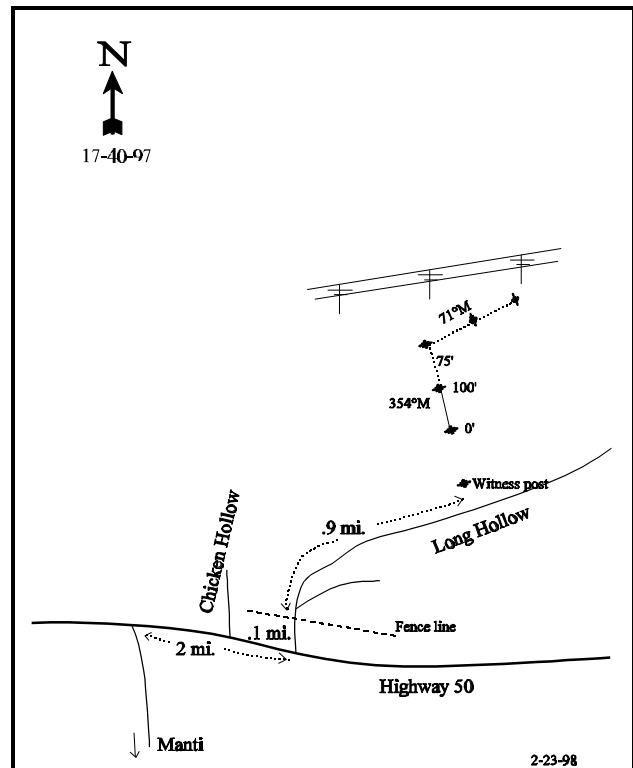 N
17-40-97
71°M
75'
100'
354°M
0'
Witness post
.9 mi.
Long Hollow
Chicken Hollow
.1 mi.
Fence line
2 mi.
Highway 50
Manti
2-23-98